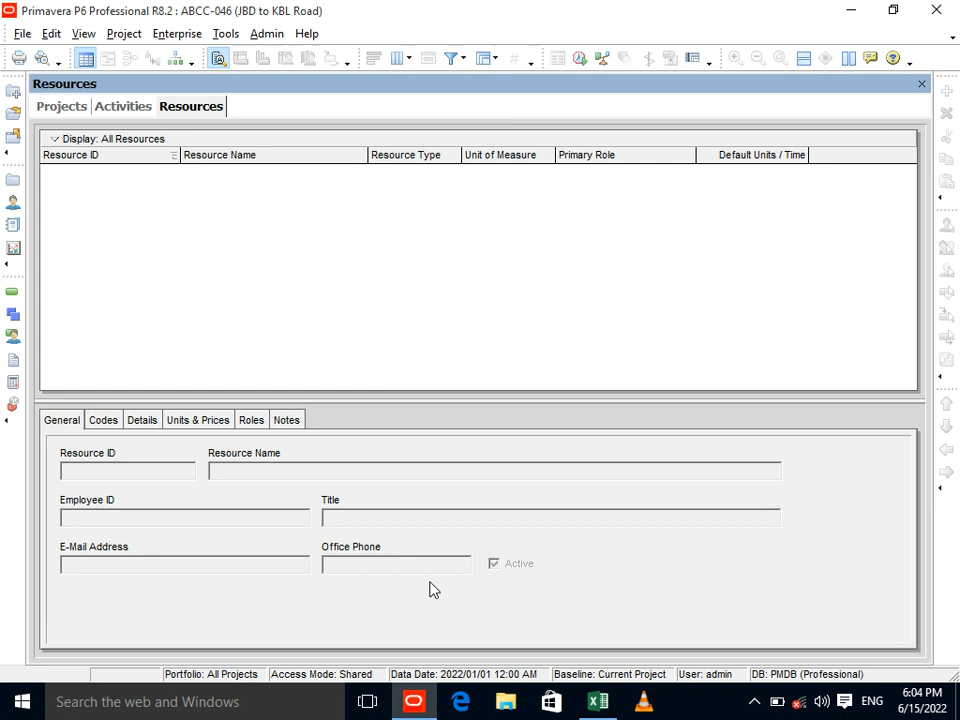 Primavera P6 Professional R8.2 : ABCC-046 (JBD to KBL Road)
File Edit View Project Enterprise Tools Admin Help
Resources
Projects Activities Resources
Display: All Resources
Resource ID Resource Name Resource Type Unit of Measure Primary Role Default Units / Time
General Codes Details Units & Prices Roles Notes
Resource ID Resource Name
Employee ID Title
E-Mail Address Office Phone
Active
Portfolio: All Projects Access Mode: Shared Data Date: 2022/01/01 12:00 AM Baseline: Current Project User: admin DB: PMDB (Professional)
Search the web and Windows
ENG
6:04 PM
6/15/2022